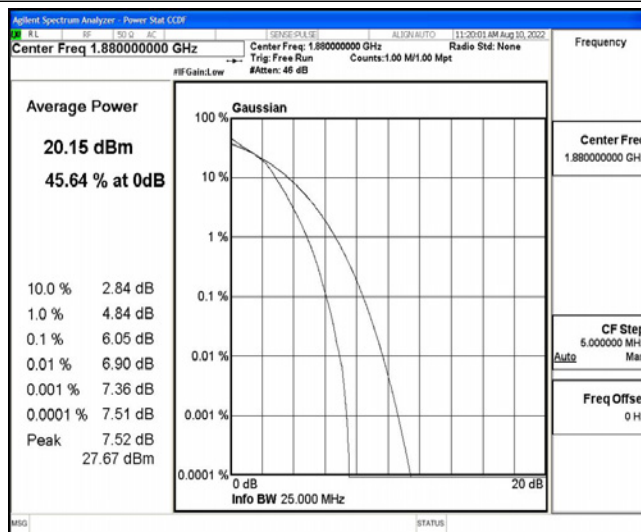 Agilent Spectrum Analyzer - Power Stat CCDF
RL RF 50 Ω AC SENSE:PULSE ALIGN AUTO 11:20:01 AM Aug 10, 2022
Center Freq 1.880000000 GHz
Center Freq: 1.880000000 GHz Radio Std: None
Trig: Free Run Counts:1.00 M/1.00 Mpt
#IFGain:Low #Atten: 46 dB
Frequency
Average Power
20.15 dBm
45.64 % at 0dB
10.0 % 2.84 dB
1.0 % 4.84 dB
0.1 % 6.05 dB
0.01 % 6.90 dB
0.001 % 7.36 dB
0.0001 % 7.51 dB
Peak 7.52 dB
27.67 dBm
Gaussian
100 %
10 %
1 %
0.1 %
0.01 %
0.001 %
0.0001 %
0 dB 20 dB
Info BW 25.000 MHz
Center Freq
1.880000000 GH
CF Step
5.000000 MH
Auto Ma
Freq Offse
0 H
MSG STATUS